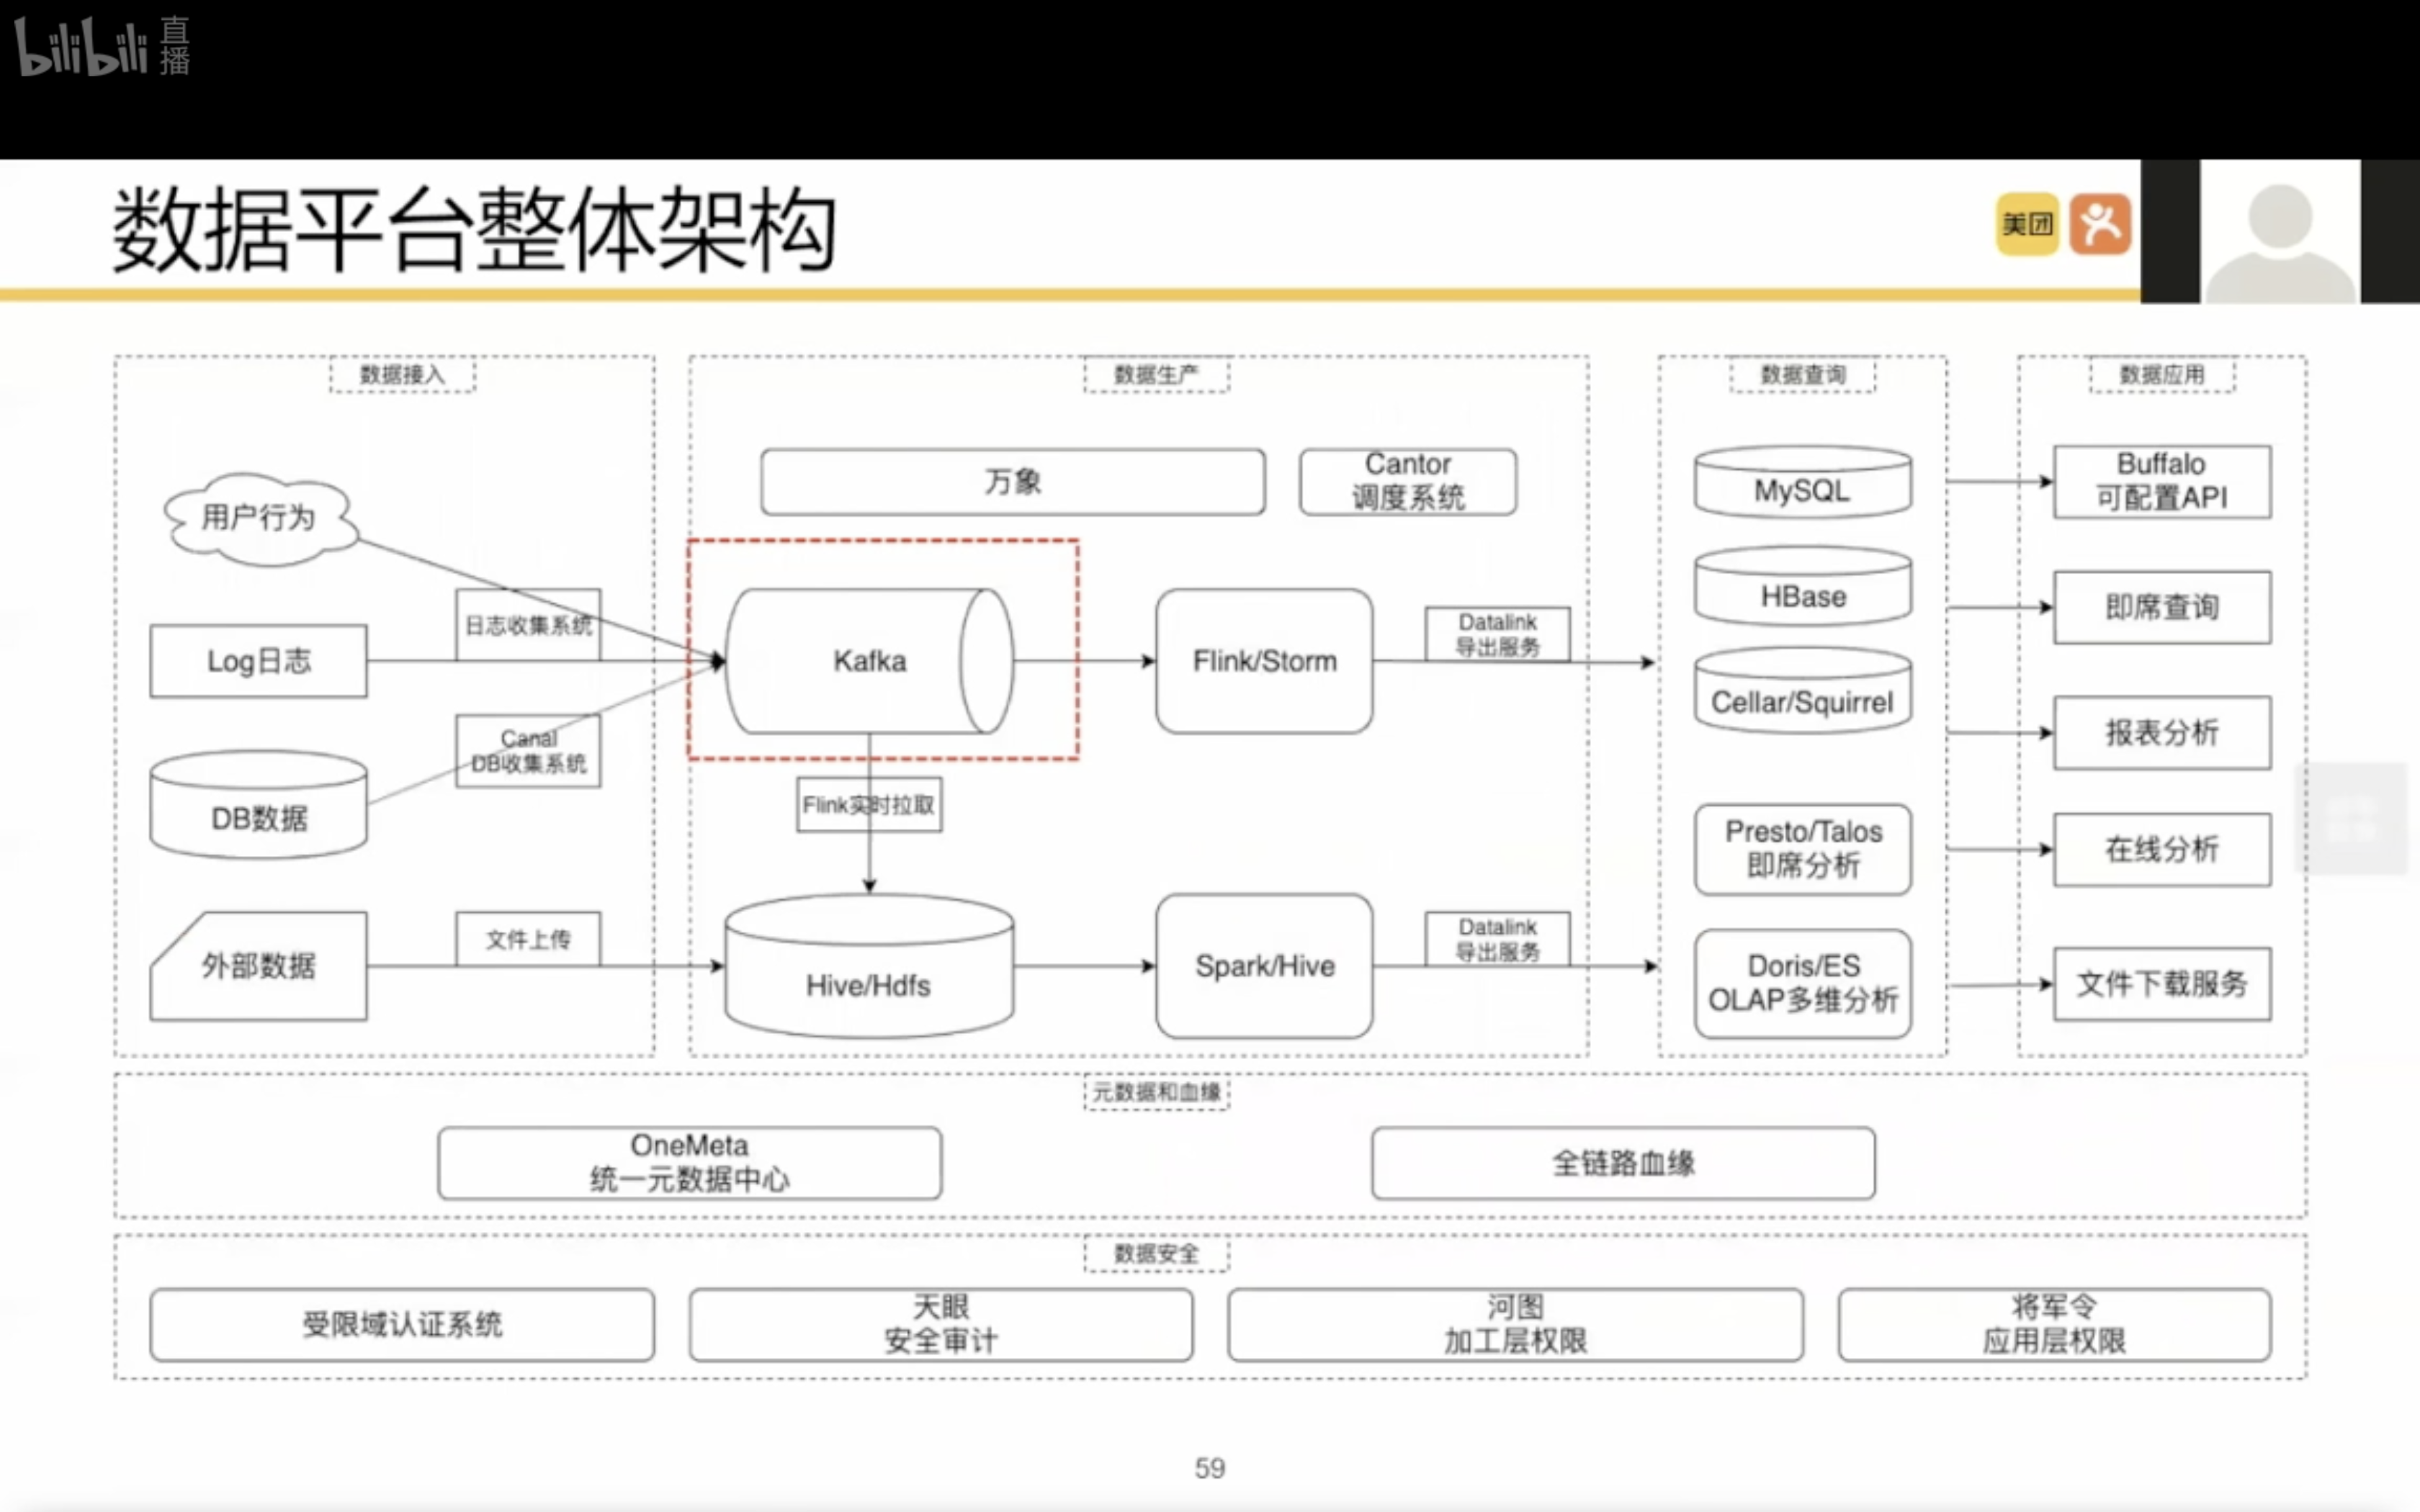 bilibili 直播
数据平台整体架构
美团
数据接入
用户行为
日志收集系统
Log日志
Canal
DB收集系统
DB数据
文件上传
外部数据
数据生产
万象
Cantor
调度系统
Kafka
Flink/Storm
Datalink
导出服务
Flink实时拉取
Hive/Hdfs
Spark/Hive
Datalink
导出服务
数据查询
MySQL
HBase
Cellar/Squirrel
Presto/Talos
即席分析
Doris/ES
OLAP多维分析
数据应用
Buffalo
可配置API
即席查询
报表分析
在线分析
文件下载服务
元数据和血缘
OneMeta
统一元数据中心
全链路血缘
数据安全
受限域认证系统
天眼
安全审计
河图
加工层权限
将军令
应用层权限
59